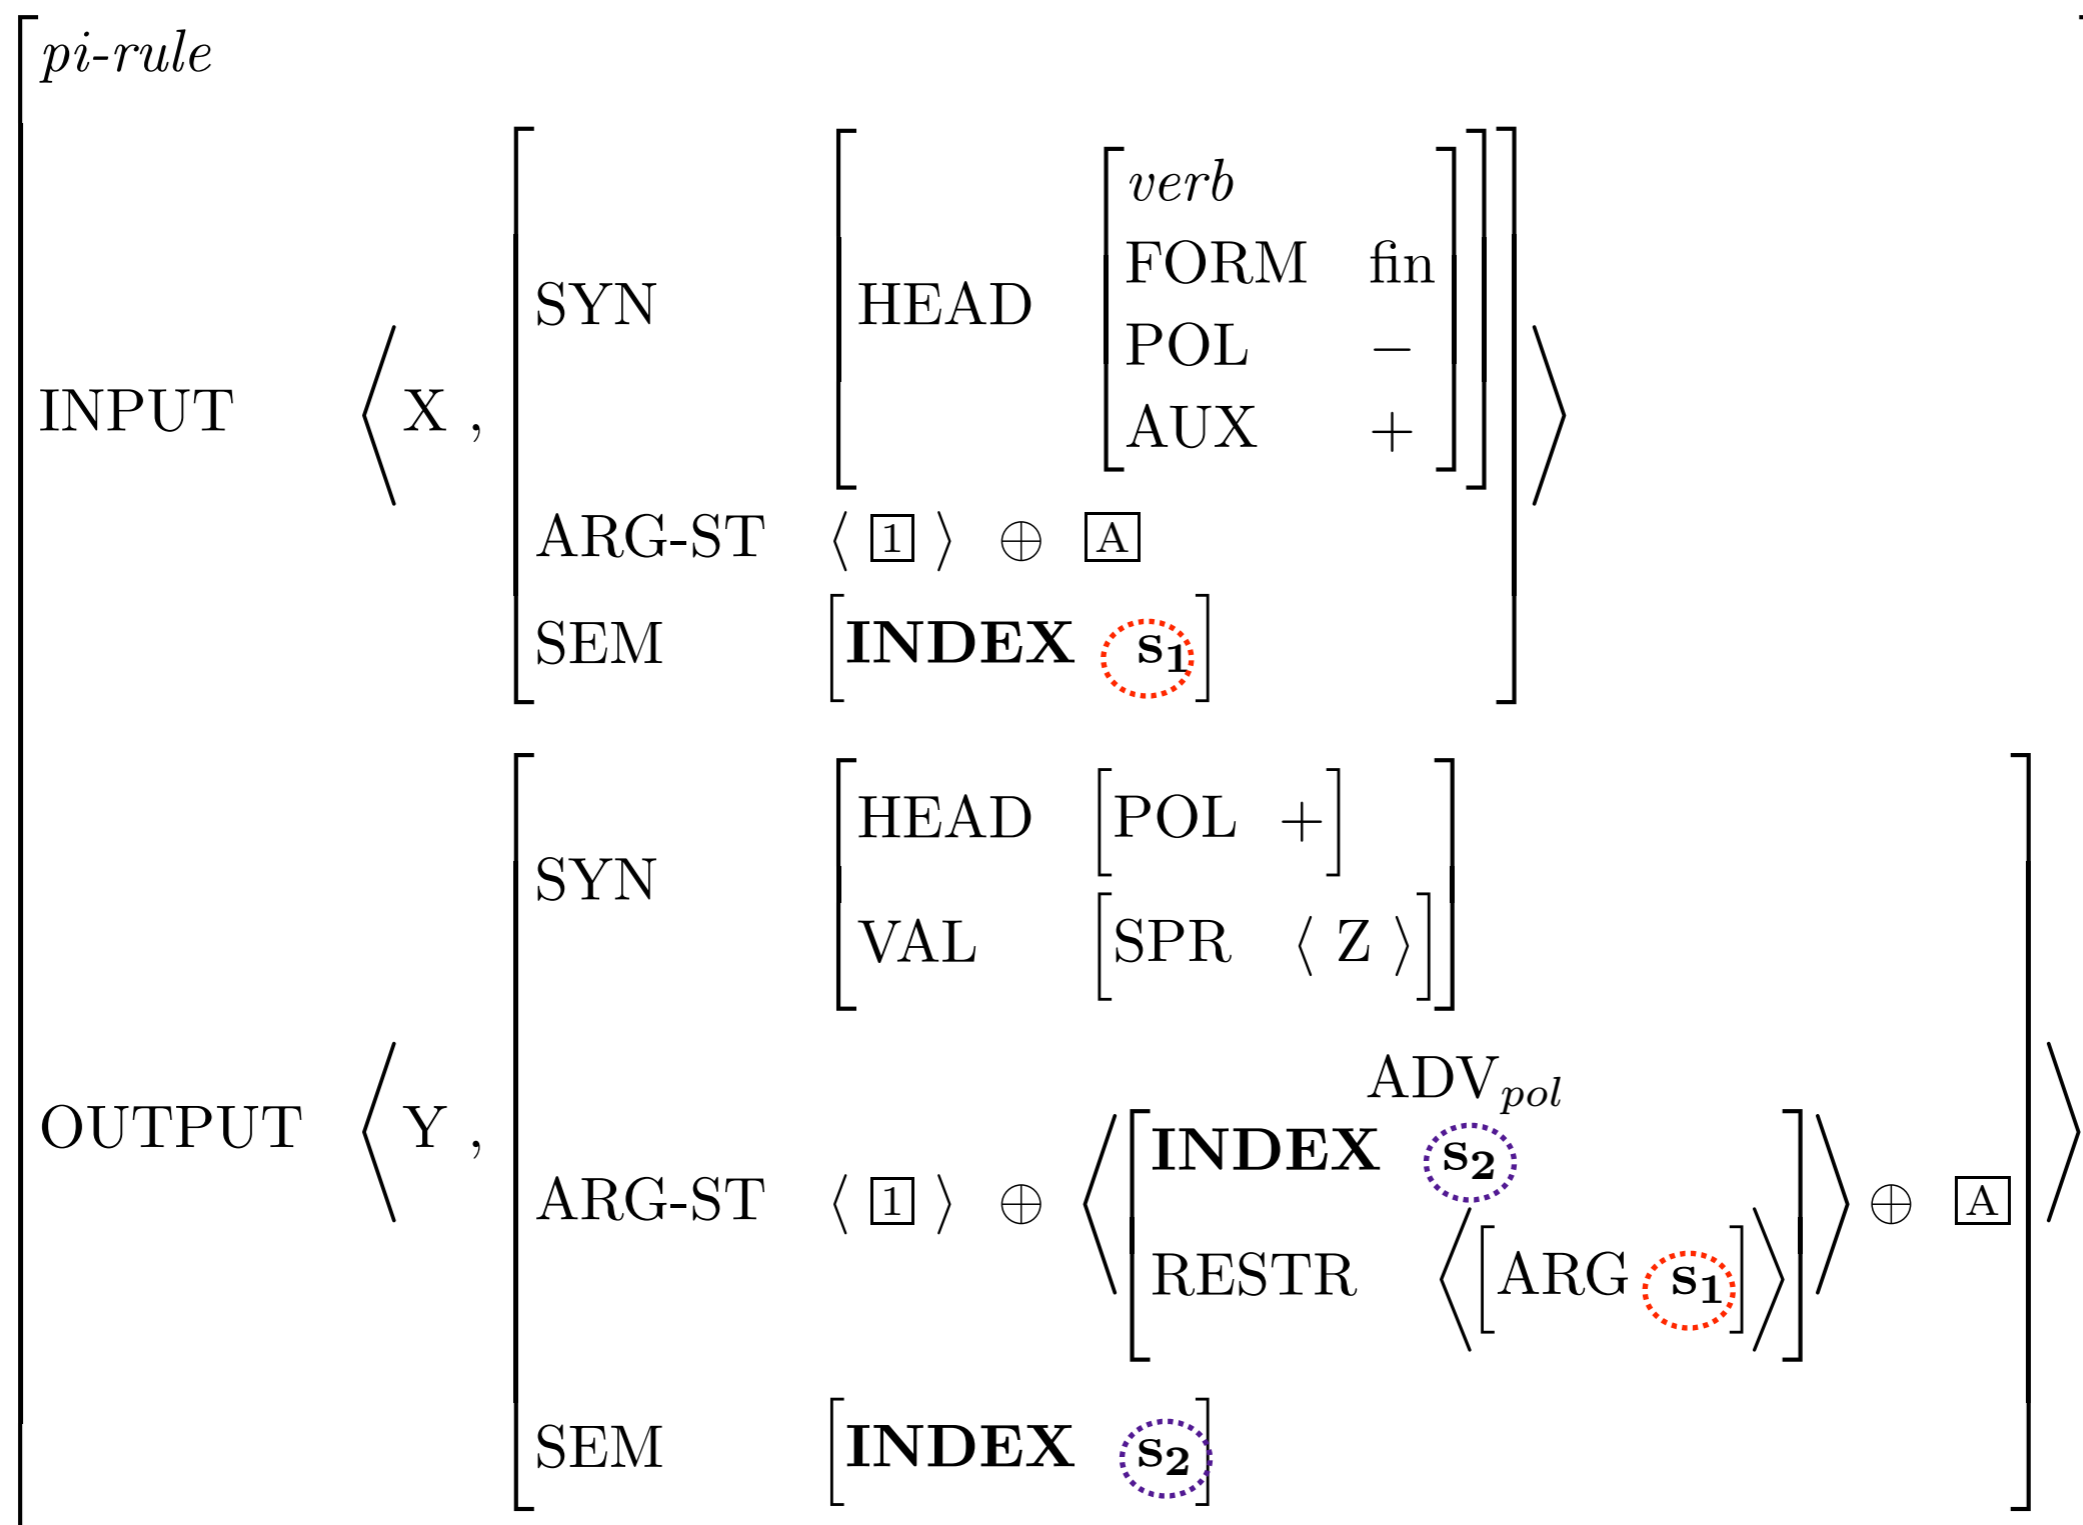 pi-rule
verb
FORM fin
SYN HEAD
POL −
INPUT ⟨ X , AUX + ⟩
ARG-ST ⟨ 1 ⟩ ⊕ A
SEM [ INDEX s1 ]
HEAD [ POL + ]
SYN
VAL [ SPR ⟨ Z ⟩ ]
ADVpol
OUTPUT ⟨ Y , INDEX s2 ⟩
ARG-ST ⟨ 1 ⟩ ⊕ ⟨ ⟩ ⊕ A
RESTR ⟨ [ ARG s1 ] ⟩
SEM [ INDEX s2 ]